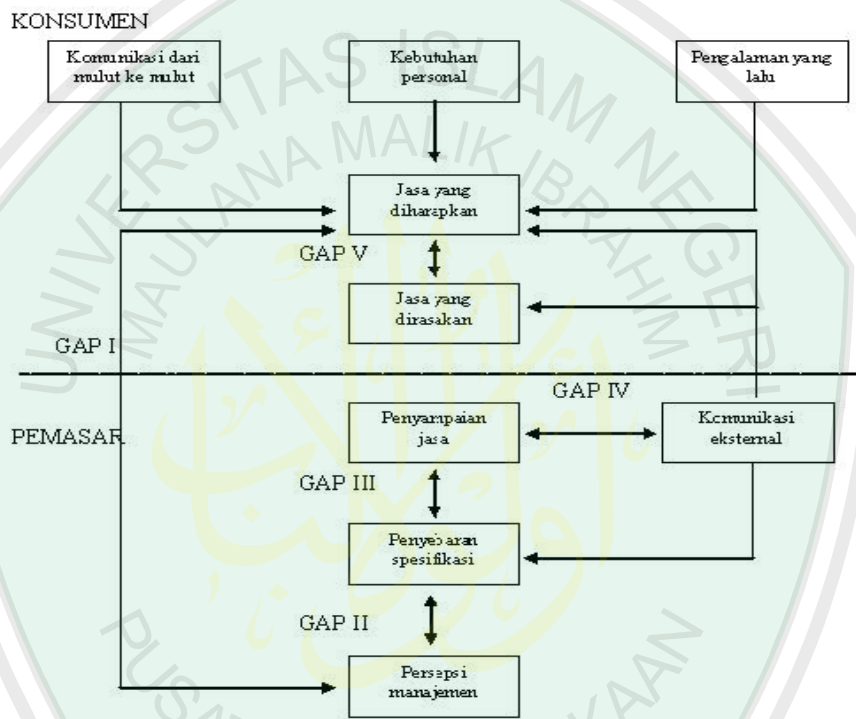 KONSUMEN
Komunikasi dari
mulut ke mulut
Kebutuhan
personal
Pengalaman yang
lalu
Jasa yang
diharapkan
GAP V
Jasa yang
dirasakan
GAP I
GAP IV
PEMASAR
Penyampaian
jasa
Komunikasi
eksternal
GAP III
Penyebaran
spesifikasi
GAP II
Persepsi
manajemen
UNIVERSITAS ISLAM NEGERI
MAULANA MALIK IBRAHIM